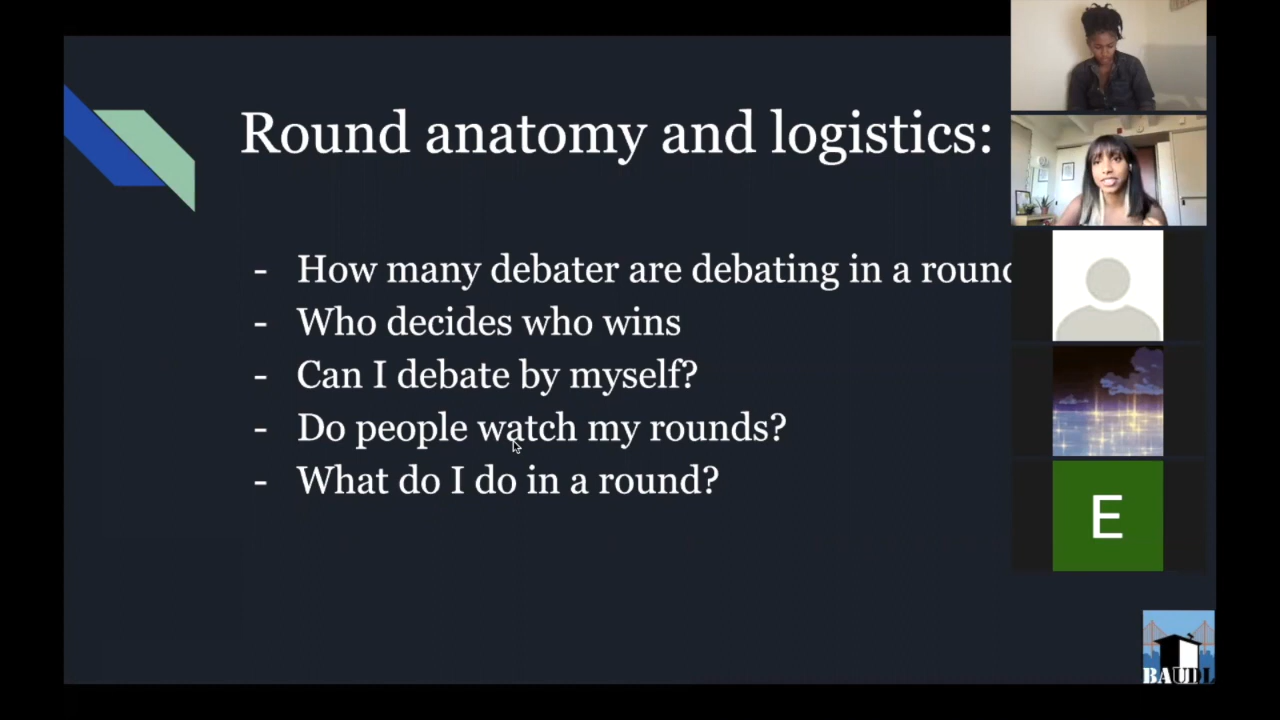 Round anatomy and logistics:
- How many debater are debating in a round
- Who decides who wins
- Can I debate by myself?
- Do people watch my rounds?
- What do I do in a round?
E
BAUDL